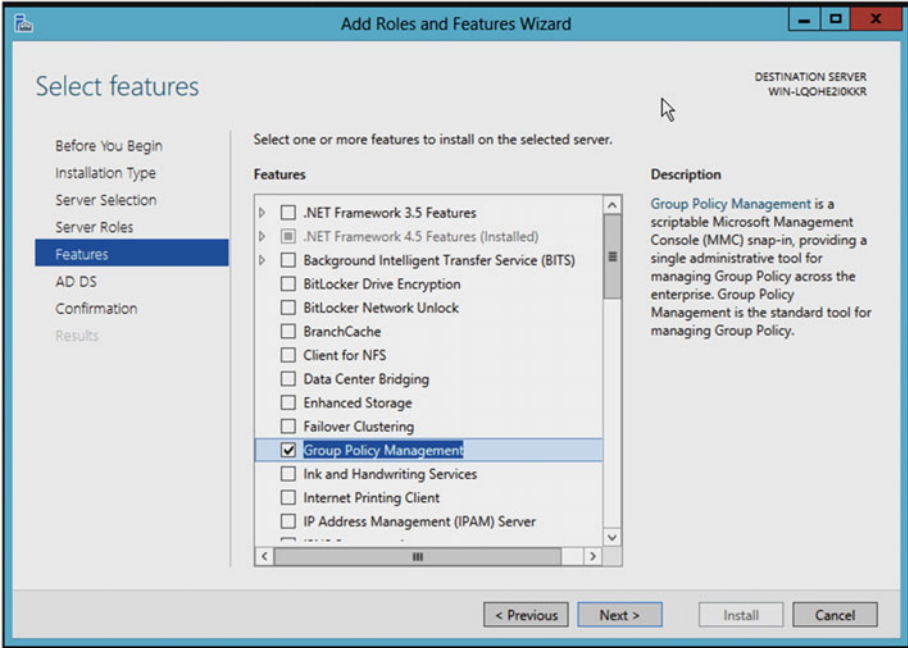 Add Roles and Features Wizard
Select features
DESTINATION SERVER
WIN-LQOHE2I0KKR
Before You Begin
Installation Type
Server Selection
Server Roles
Features
AD DS
Confirmation
Results
Select one or more features to install on the selected server.
Features
.NET Framework 3.5 Features
.NET Framework 4.5 Features (Installed)
Background Intelligent Transfer Service (BITS)
BitLocker Drive Encryption
BitLocker Network Unlock
BranchCache
Client for NFS
Data Center Bridging
Enhanced Storage
Failover Clustering
Group Policy Management
Ink and Handwriting Services
Internet Printing Client
IP Address Management (IPAM) Server
Description
Group Policy Management is a
scriptable Microsoft Management
Console (MMC) snap-in, providing a
single administrative tool for
managing Group Policy across the
enterprise. Group Policy
Management is the standard tool for
managing Group Policy.
< Previous
Next >
Install
Cancel